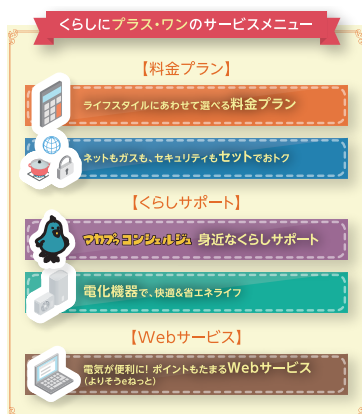 くらしにプラス・ワンのサービスメニュー
【料金プラン】
ライフスタイルにあわせて選べる料金プラン
ネットもガスも、セキュリティもセットでおトク
【くらしサポート】
マカプゥ コンシェルジュ 身近なくらしサポート
電化機器で、快適&省エネライフ
【Webサービス】
電気が便利に! ポイントもたまるWebサービス
(よりそうeねっと)